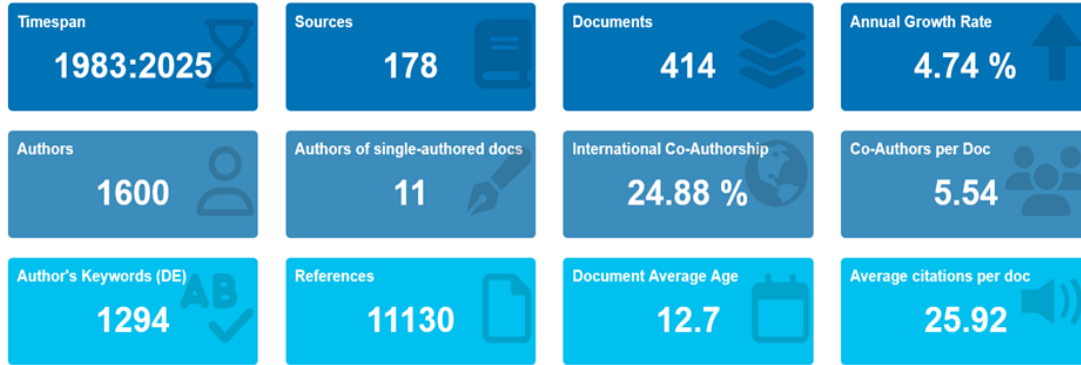 Timespan
1983:2025
Sources
178
Documents
414
Annual Growth Rate
4.74 %
Authors
1600
Authors of single-authored docs
11
International Co-Authorship
24.88 %
Co-Authors per Doc
5.54
Author's Keywords (DE)
1294
AB
References
11130
Document Average Age
12.7
Average citations per doc
25.92